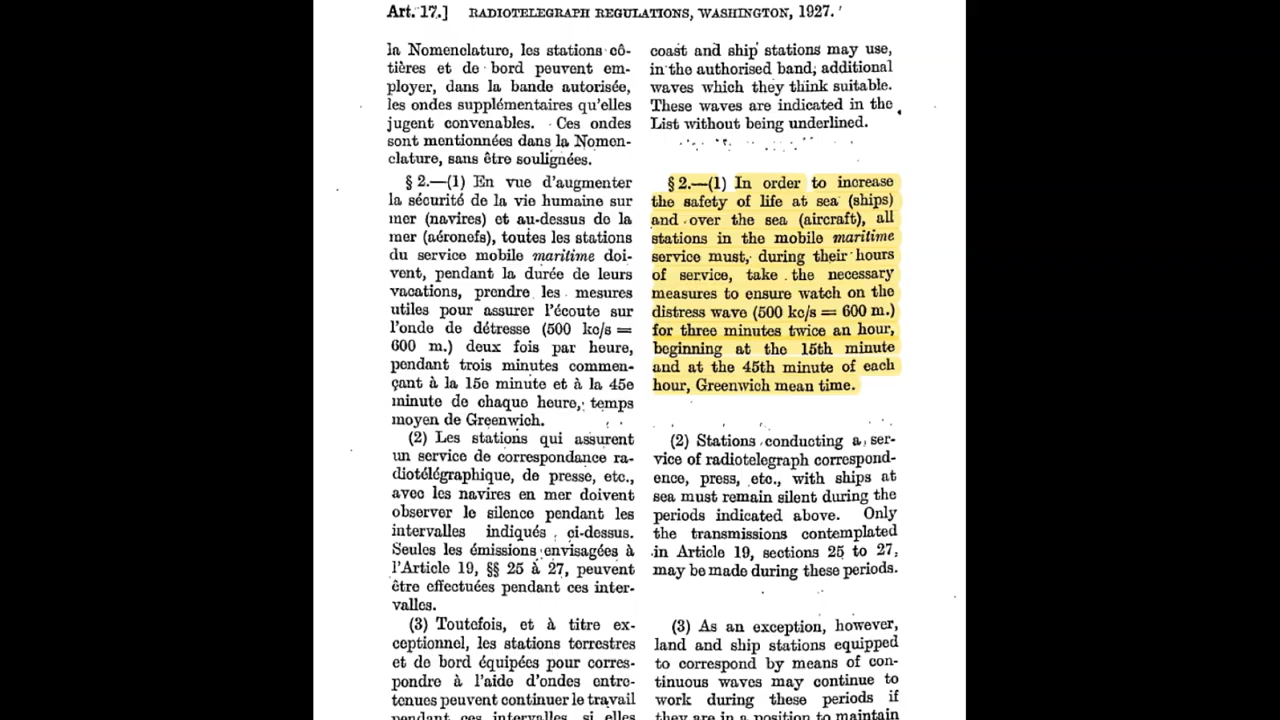 Art. 17.] RADIOTELEGRAPH REGULATIONS, WASHINGTON, 1927.
la Nomenclature, les stations cô-
tières et de bord peuvent em-
ployer, dans la bande autorisée,
les ondes supplémentaires qu'elles
jugent convenables. Ces ondes
sont mentionnées dans la Nomen-
clature, sans être soulignées.
§ 2.—(1) En vue d'augmenter
la sécurité de la vie humaine sur
mer (navires) et au-dessus de la
mer (aéronefs), toutes les stations
du service mobile maritime doi-
vent, pendant la durée de leurs
vacations, prendre les mesures
utiles pour assurer l'écoute sur
l'onde de détresse (500 kc/s =
600 m.) deux fois par heure,
pendant trois minutes commen-
çant à la 15e minute et à la 45e
minute de chaque heure, temps
moyen de Greenwich.
(2) Les stations qui assurent
un service de correspondance ra-
diotélégraphique, de presse, etc.,
avec les navires en mer doivent
observer le silence pendant les
intervalles indiqués ci-dessus.
Seules les émissions envisagées à
l'Article 19, §§ 25 à 27, peuvent
être effectuées pendant ces inter-
valles.
(3) Toutefois, et à titre ex-
ceptionnel, les stations terrestres
et de bord équipées pour corres-
pondre à l'aide d'ondes entre-
tenues peuvent continuer le travail
pendant ces intervalles, si elles
coast and ship stations may use,
in the authorised band, additional
waves which they think suitable.
These waves are indicated in the
List without being underlined.
§ 2.—(1) In order to increase
the safety of life at sea (ships)
and over the sea (aircraft), all
stations in the mobile maritime
service must, during their hours
of service, take the necessary
measures to ensure watch on the
distress wave (500 kc/s = 600 m.)
for three minutes twice an hour,
beginning at the 15th minute
and at the 45th minute of each
hour, Greenwich mean time.
(2) Stations conducting a ser-
vice of radiotelegraph correspond-
ence, press, etc., with ships at
sea must remain silent during the
periods indicated above. Only
the transmissions contemplated
in Article 19, sections 25 to 27,
may be made during these periods.
(3) As an exception, however,
land and ship stations equipped
to correspond by means of con-
tinuous waves may continue to
work during these periods if
they are in a position to maintain